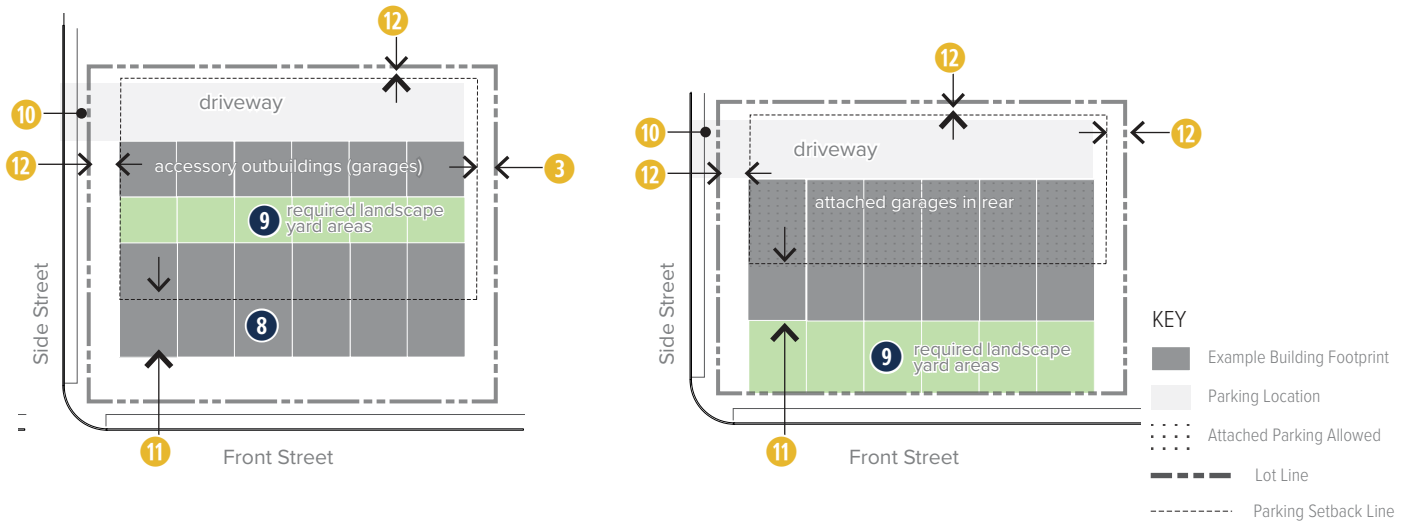 12
driveway
10
accessory outbuildings (garages)
12
3
9
required landscape
yard areas
8
Side Street
11
Front Street
12
10
driveway
12
12
attached garages in rear
Side Street
9
required landscape
yard areas
11
Front Street
KEY
Example Building Footprint
Parking Location
Attached Parking Allowed
Lot Line
Parking Setback Line